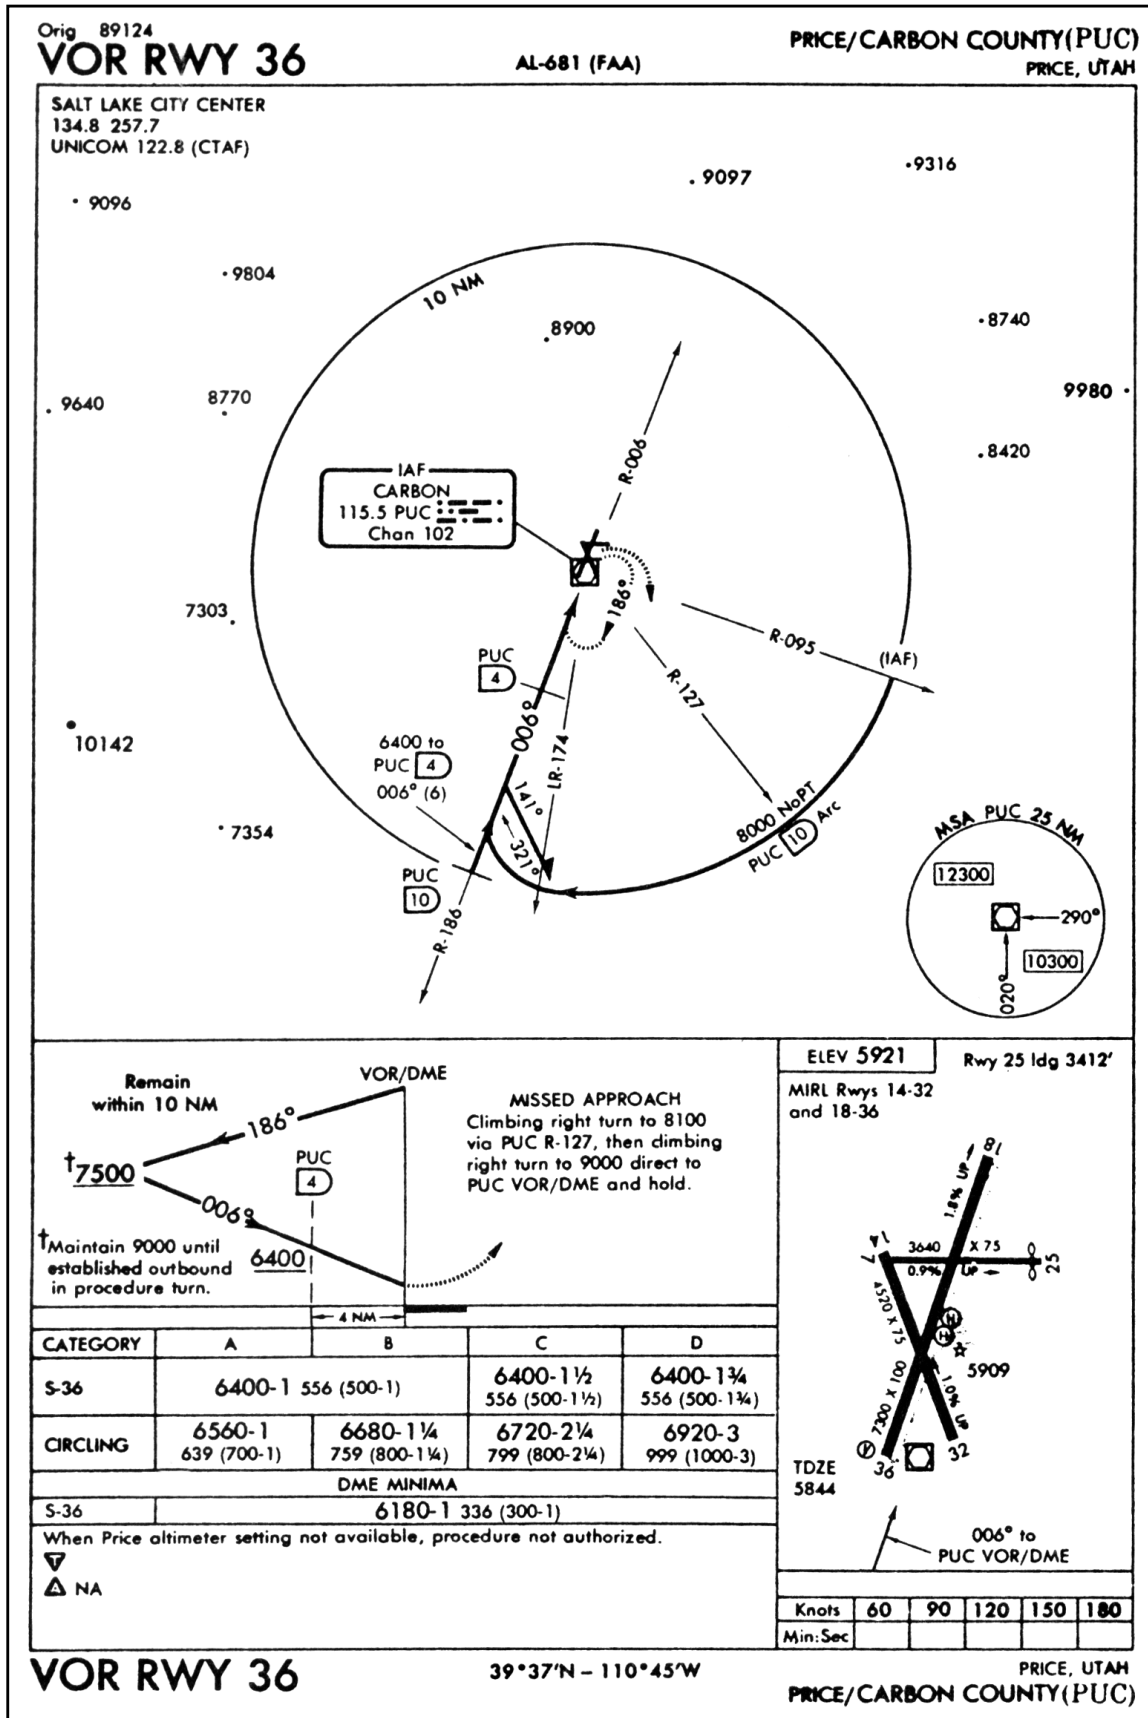 Orig 89124
VOR RWY 36
AL-681 (FAA)
PRICE/CARBON COUNTY(PUC)
PRICE, UTAH
SALT LAKE CITY CENTER
134.8 257.7
UNICOM 122.8 (CTAF)
9096
9097
9316
9804
10 NM
8900
8740
9640
8770
9980
8420
R-006
IAF
CARBON
115.5 PUC
Chan 102
186°
7303
R-095
(IAF)
PUC
4
R-127
006°
10142
6400 to
PUC 4
006° (6)
LR-174
141°
321°
7354
8000 NoPT
PUC 10 Arc
PUC
10
R-186
MSA PUC 25 NM
12300
290°
10300
020°
Remain
within 10 NM
VOR/DME
186°
†7500
PUC
4
006°
6400
†Maintain 9000 until
established outbound
in procedure turn.
4 NM
MISSED APPROACH
Climbing right turn to 8100
via PUC R-127, then climbing
right turn to 9000 direct to
PUC VOR/DME and hold.
CATEGORY A B C D
S-36 6400-1 556 (500-1) 6400-1½ 6400-1¾
556 (500-1½) 556 (500-1¾)
CIRCLING 6560-1 6680-1¼ 6720-2¼ 6920-3
639 (700-1) 759 (800-1¼) 799 (800-2¼) 999 (1000-3)
DME MINIMA
S-36 6180-1 336 (300-1)
When Price altimeter setting not available, procedure not authorized.
T
A NA
ELEV 5921
Rwy 25 ldg 3412'
MIRL Rwys 14-32
and 18-36
18
1.8% UP
14
7
3640 X 75
0.9% UP
25
4520 X 75
H
H
5909
7300 X 100
1.0% UP
V
36
32
TDZE
5844
006° to
PUC VOR/DME
Knots 60 90 120 150 180
Min:Sec
VOR RWY 36
39°37'N – 110°45'W
PRICE, UTAH
PRICE/CARBON COUNTY(PUC)